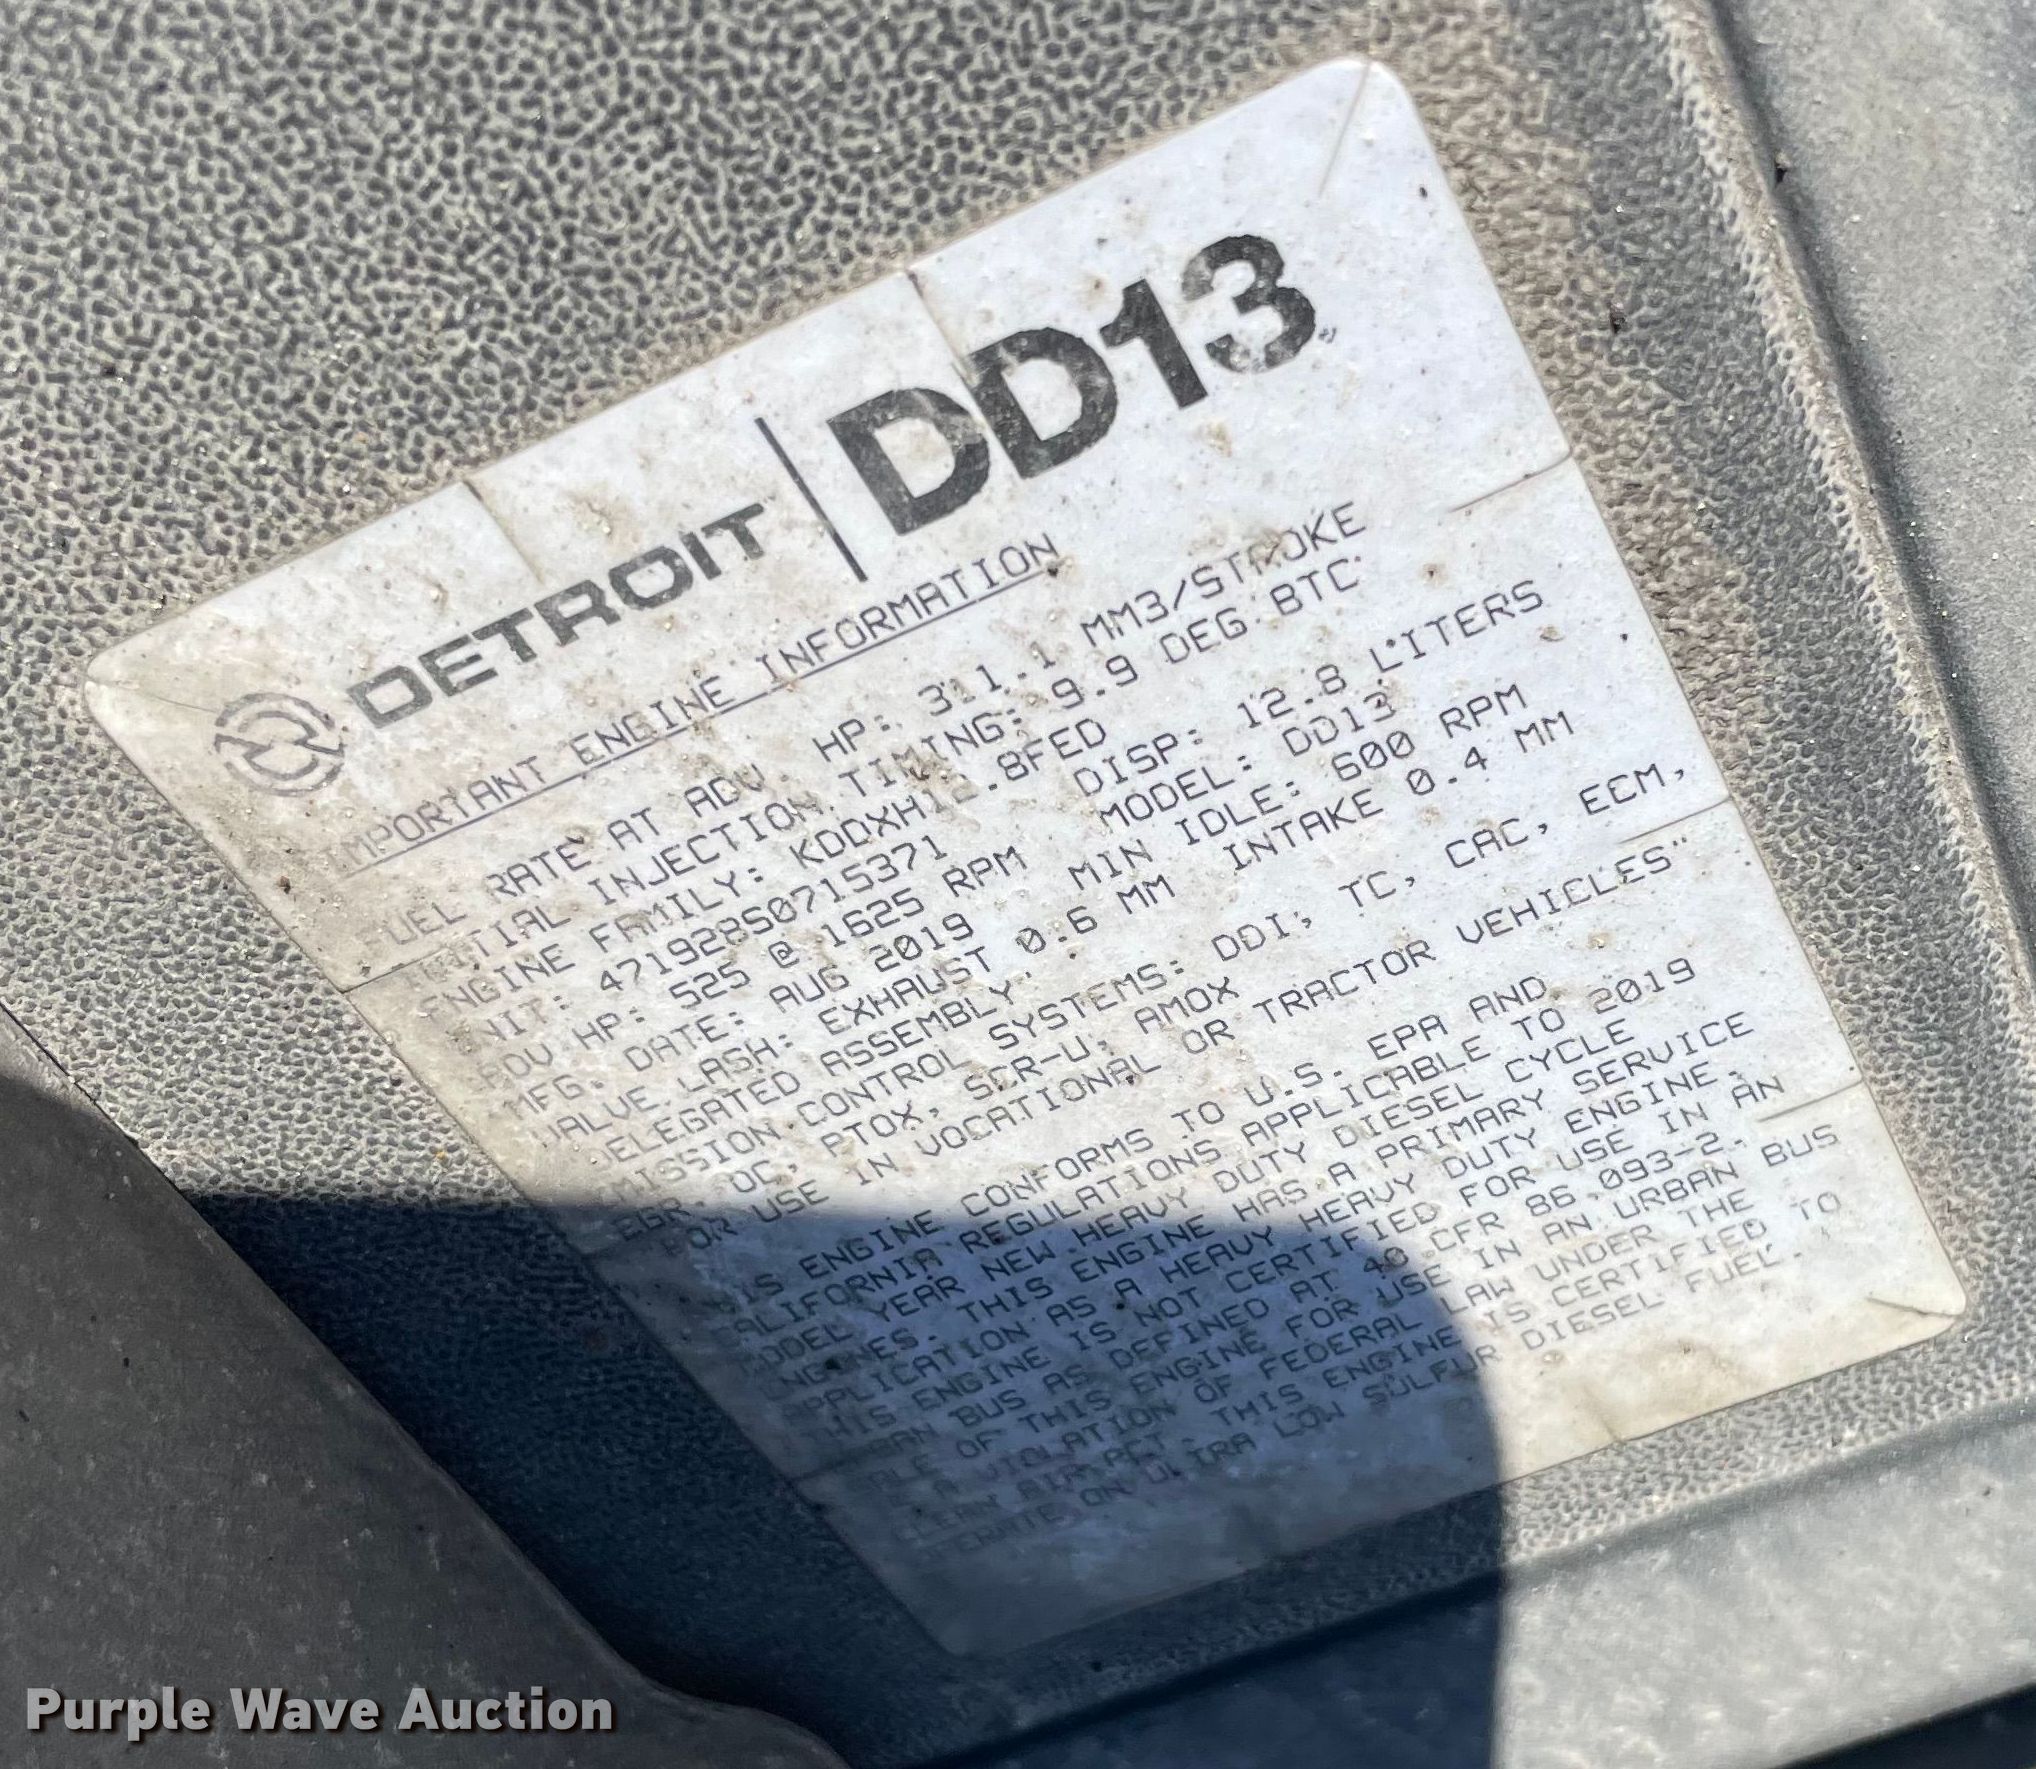 DETROIT | DD13
IMPORTANT ENGINE INFORMATION
FUEL RATE AT ADV. HP: 311.1 MM3/STROKE
INITIAL INJECTION TIMING: 9.9 DEG. BTC
ENGINE FAMILY: KDDXH12.8FED DISP: 12.8 LITERS
UNIT: 471928S0715371 MODEL: DD13
ADV HP: 525 @ 1625 RPM MIN IDLE: 600 RPM
MFG. DATE: AUG 2019
VALVE LASH: EXHAUST 0.6 MM INTAKE 0.4 MM
DELEGATED ASSEMBLY.
EMISSION CONTROL SYSTEMS: DDI, TC, CAC, ECM,
EGR, OC, PTOX, SCR-U, AMOX
FOR USE IN VOCATIONAL OR TRACTOR VEHICLES"
THIS ENGINE CONFORMS TO U.S. EPA AND
CALIFORNIA REGULATIONS APPLICABLE TO 2019
MODEL YEAR NEW HEAVY DUTY DIESEL CYCLE
ENGINES. THIS ENGINE HAS A PRIMARY SERVICE
APPLICATION AS A HEAVY HEAVY DUTY ENGINE.
THIS ENGINE IS NOT CERTIFIED FOR USE IN AN
URBAN BUS AS DEFINED AT 40 CFR 86.093-2.
SALE OF THIS ENGINE FOR USE IN AN URBAN BUS
IS A VIOLATION OF FEDERAL LAW UNDER THE
CLEAN AIR ACT. THIS ENGINE IS CERTIFIED TO
OPERATE ON ULTRA LOW SULFUR DIESEL FUEL.
Purple Wave Auction